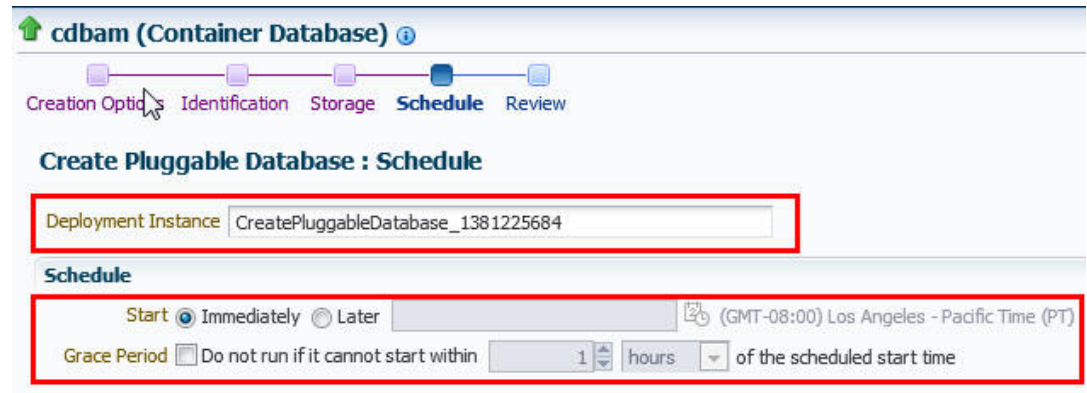 cdbam (Container Database)
Creation Options Identification Storage Schedule Review
Create Pluggable Database : Schedule
Deployment Instance CreatePluggableDatabase_1381225684
Schedule
Start Immediately Later (GMT-08:00) Los Angeles - Pacific Time (PT)
Grace Period Do not run if it cannot start within 1 hours of the scheduled start time